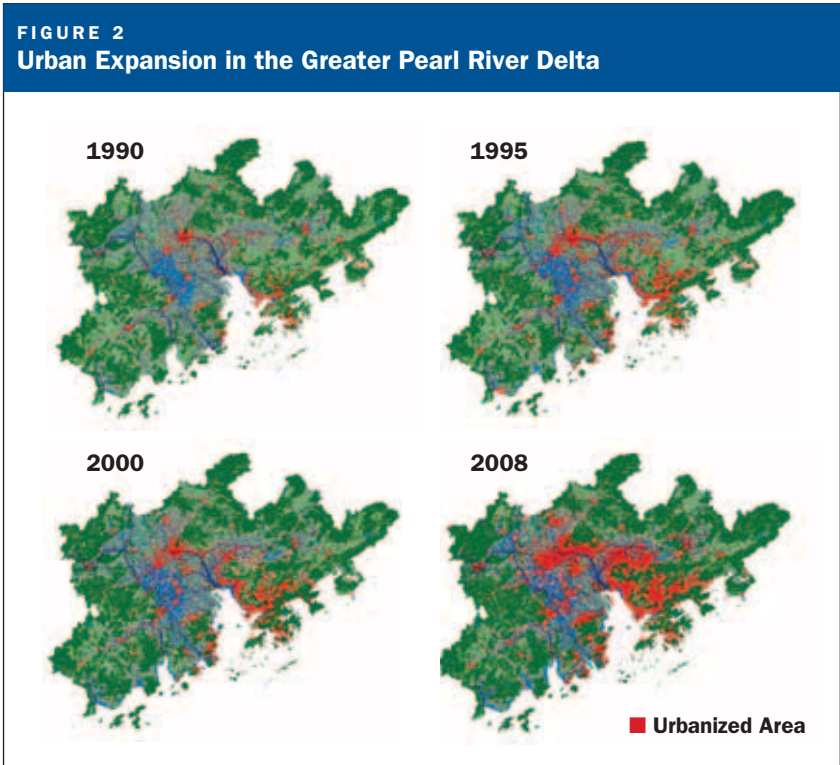 FIGURE 2
Urban Expansion in the Greater Pearl River Delta
1990
1995
2000
2008
Urbanized Area